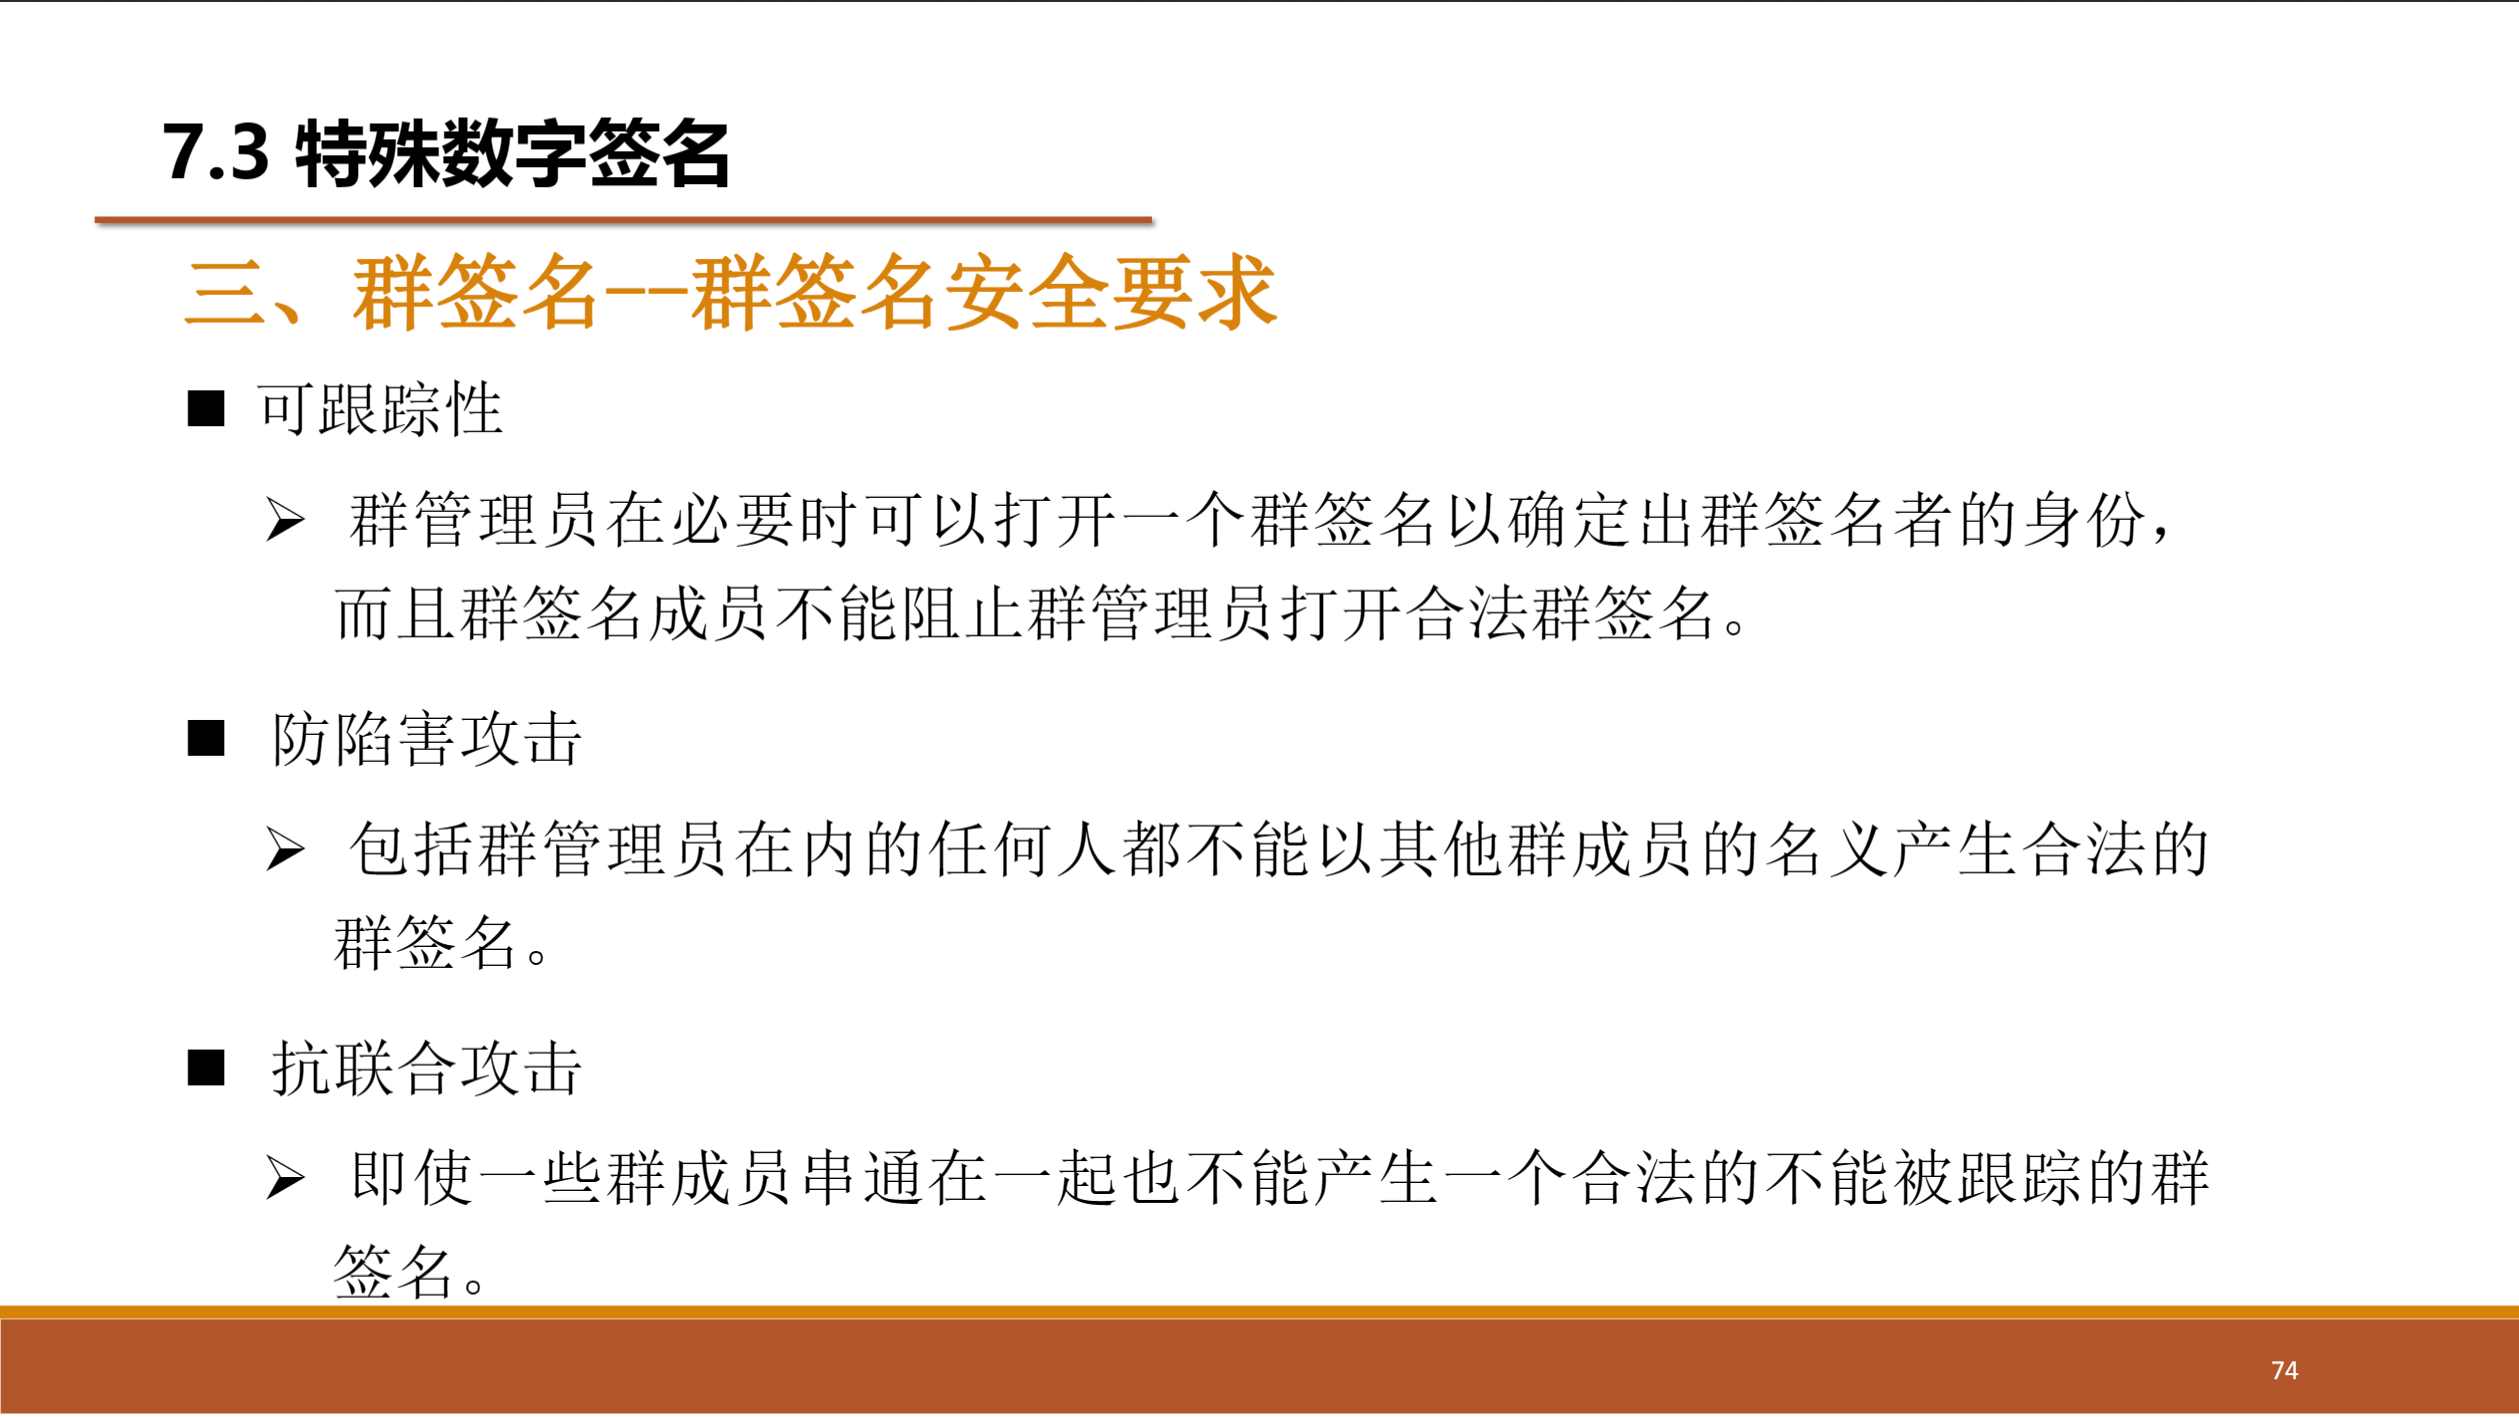 7.3 特殊数字签名
三、群签名--群签名安全要求
■ 可跟踪性
➢ 群管理员在必要时可以打开一个群签名以确定出群签名者的身份，
而且群签名成员不能阻止群管理员打开合法群签名。
■ 防陷害攻击
➢ 包括群管理员在内的任何人都不能以其他群成员的名义产生合法的
群签名。
■ 抗联合攻击
➢ 即使一些群成员串通在一起也不能产生一个合法的不能被跟踪的群
签名。
74